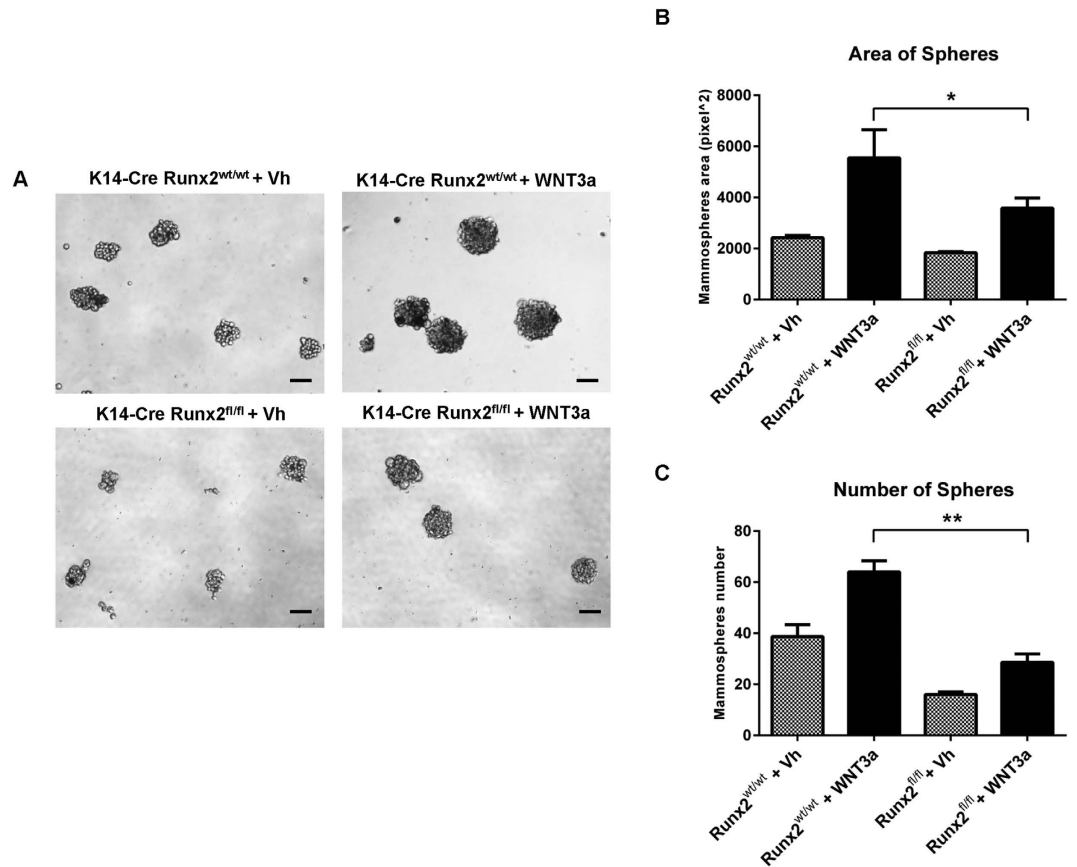 A
K14-Cre Runx2wt/wt + Vh
K14-Cre Runx2wt/wt + WNT3a
K14-Cre Runx2fl/fl + Vh
K14-Cre Runx2fl/fl + WNT3a
B
Area of Spheres
Mammospheres area (pixel^2)
8000
6000
4000
2000
0
*
Runx2wt/wt + Vh
Runx2wt/wt + WNT3a
Runx2fl/fl + Vh
Runx2fl/fl + WNT3a
C
Number of Spheres
Mammospheres number
80
60
40
20
0
**
Runx2wt/wt + Vh
Runx2wt/wt + WNT3a
Runx2fl/fl + Vh
Runx2fl/fl + WNT3a